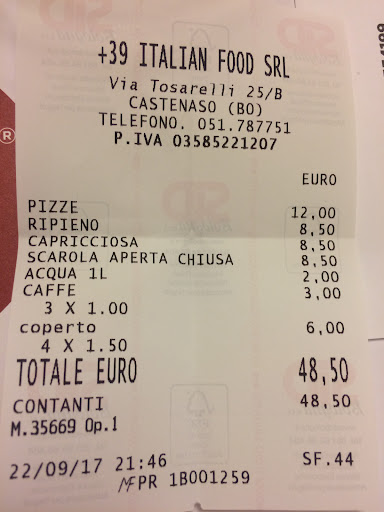 +39 ITALIAN FOOD SRL
Via Tosarelli 25/B
CASTENASO (BO)
TELEFONO. 051.787751
P.IVA 03585221207
EURO
PIZZE 12,00
RIPIENO 8,50
CAPRICCIOSA 8,50
SCAROLA APERTA CHIUSA 8,50
ACQUA 1L 2,00
CAFFE 3,00
3 X 1.00
coperto 6,00
4 X 1.50
TOTALE EURO 48,50
CONTANTI 48,50
M.35669 Op.1
22/09/17 21:46 SF.44
MFPR 1B001259
®